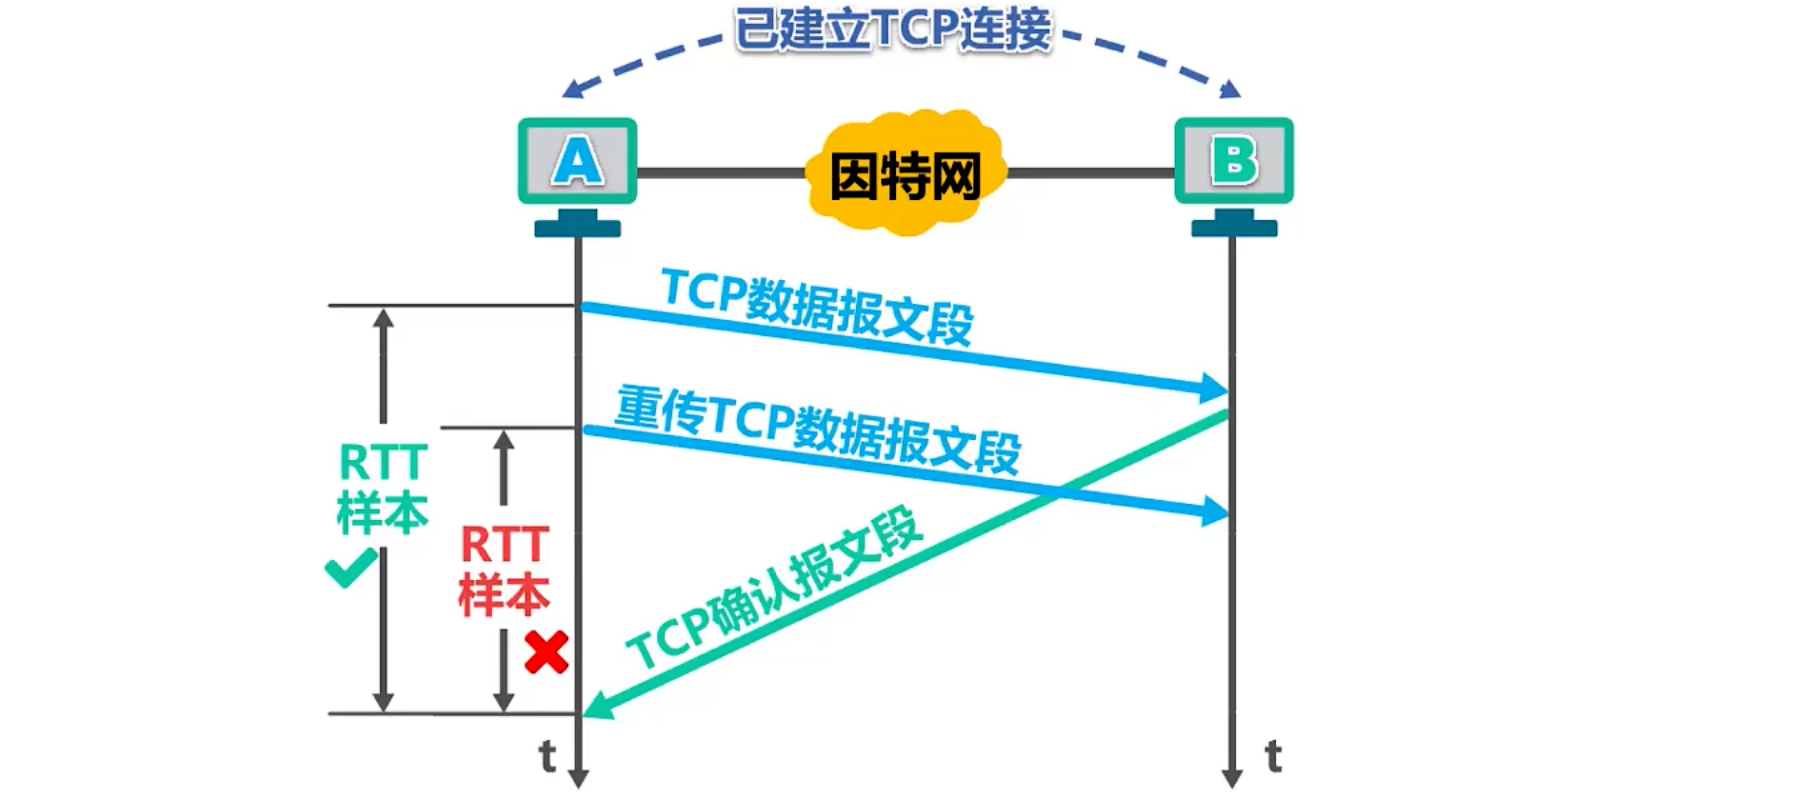 已建立TCP连接
A
因特网
B
TCP数据报文段
重传TCP数据报文段
RTT
样本
RTT
样本
TCP确认报文段
t
t